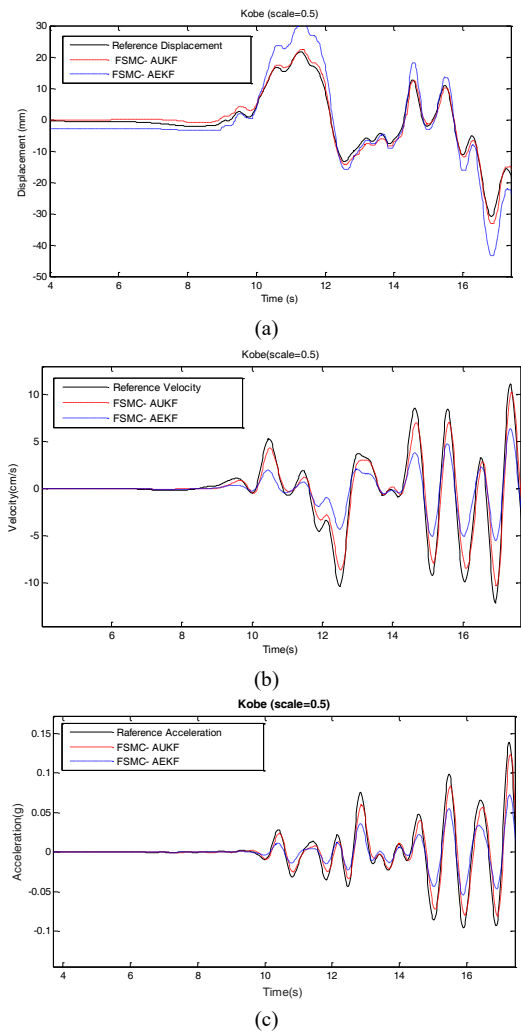 Kobe (scale=0.5)
Reference Displacement
FSMC- AUKF
FSMC- AEKF
Displacement (mm)
30
20
10
0
-10
-20
-30
-40
-50
4 6 8 10 12 14 16
Time (s)
(a)
Kobe(scale=0.5)
Reference Velocity
FSMC- AUKF
FSMC- AEKF
Velocity(cm/s)
10
5
0
-5
-10
6 8 10 12 14 16
Time(s)
(b)
Kobe (scale=0.5)
Reference Acceleration
FSMC- AUKF
FSMC- AEKF
Acceleration(g)
0.15
0.1
0.05
0
-0.05
-0.1
4 6 8 10 12 14 16
Time(s)
(c)